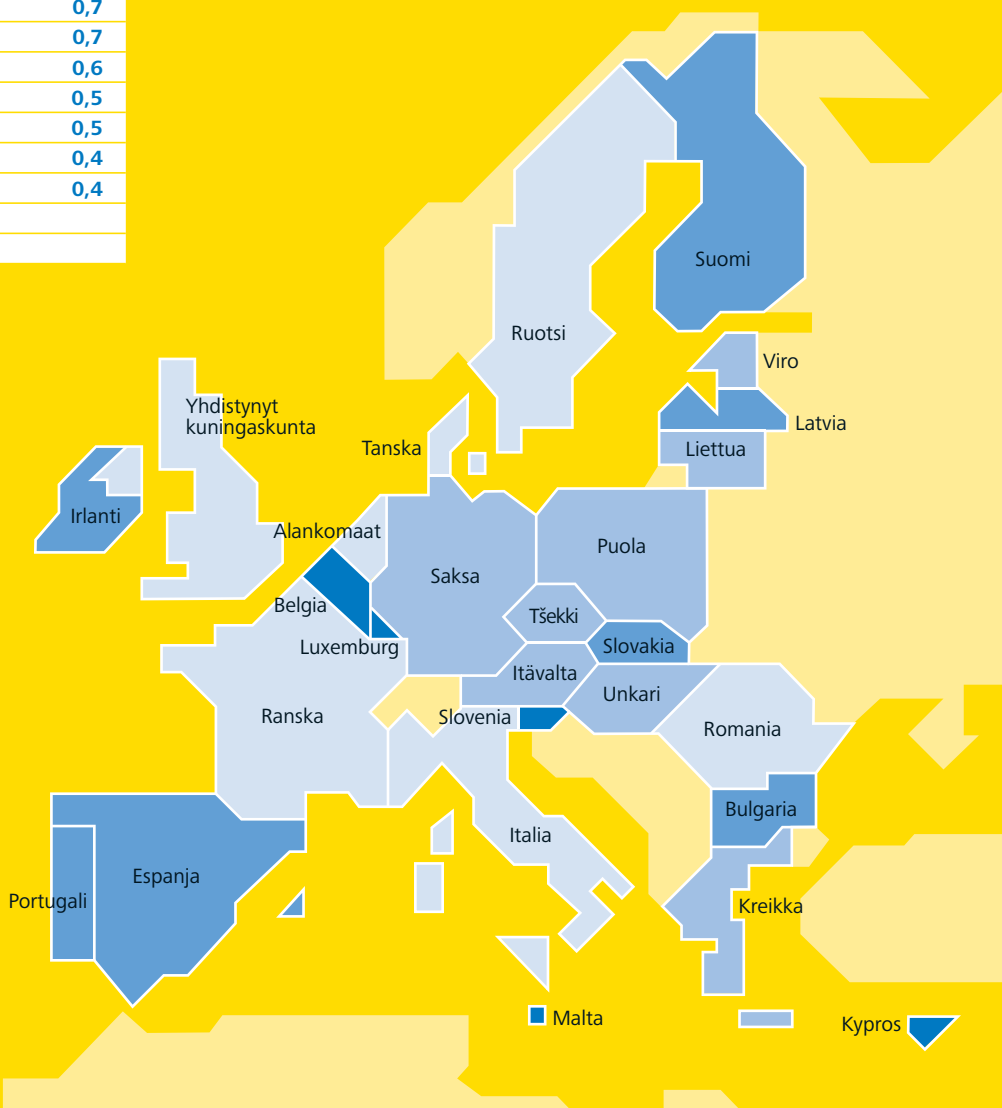 0,7
0,7
0,6
0,5
0,5
0,4
0,4
Suomi
Ruotsi
Viro
Yhdistynyt
kuningaskunta
Latvia
Tanska
Liettua
Irlanti
Alankomaat
Puola
Saksa
Belgia
Tšekki
Luxemburg
Slovakia
Itävalta
Unkari
Ranska
Slovenia
Romania
Bulgaria
Italia
Espanja
Portugali
Kreikka
Malta
Kypros